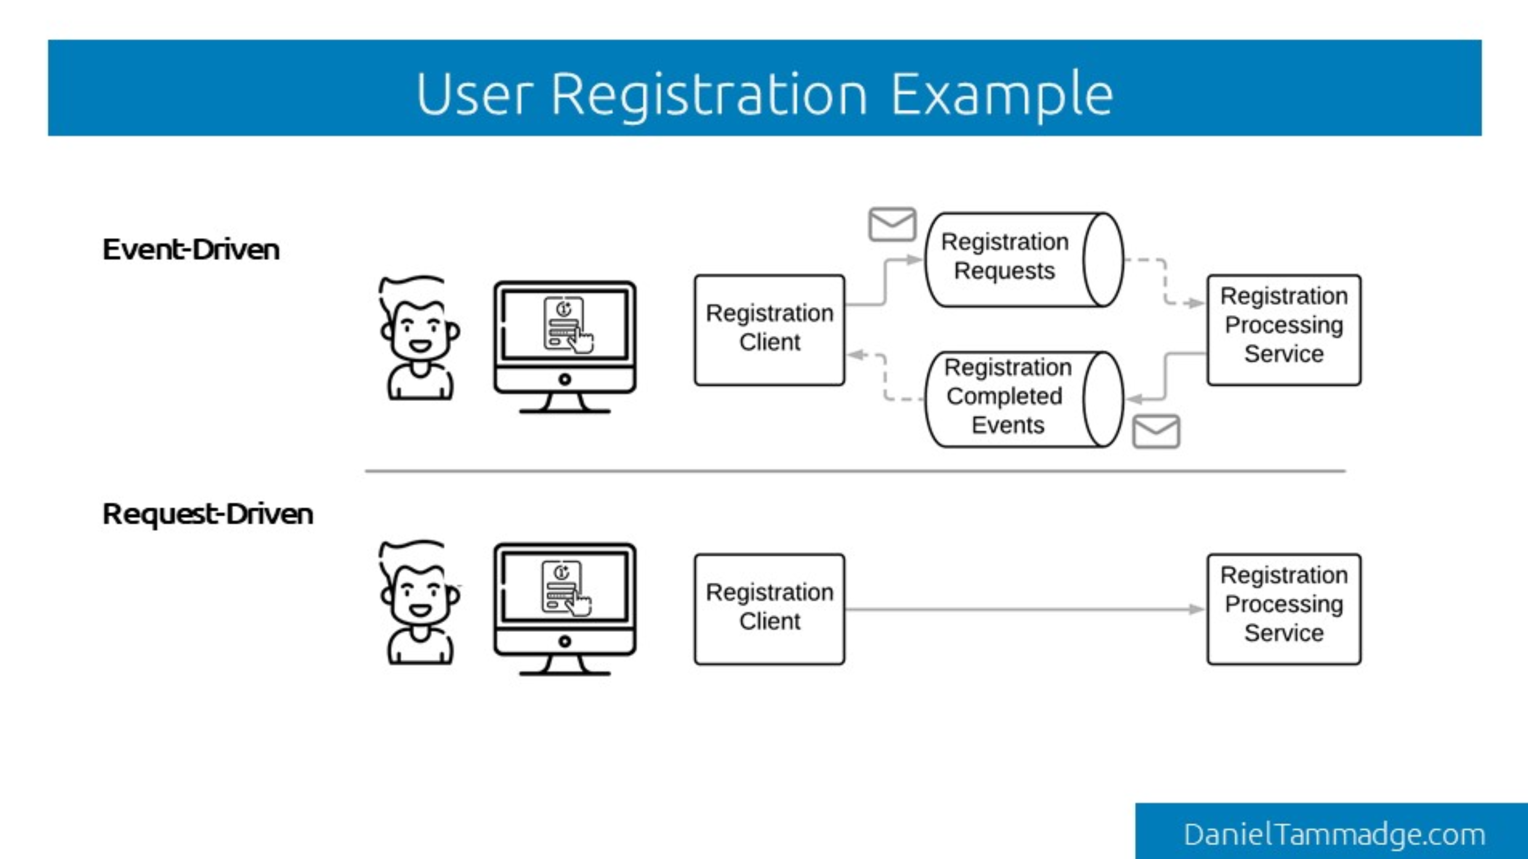 User Registration Example
Event-Driven
Registration
Client
Registration
Requests
Registration
Completed
Events
Registration
Processing
Service
Request-Driven
Registration
Client
Registration
Processing
Service
DanielTammadge.com